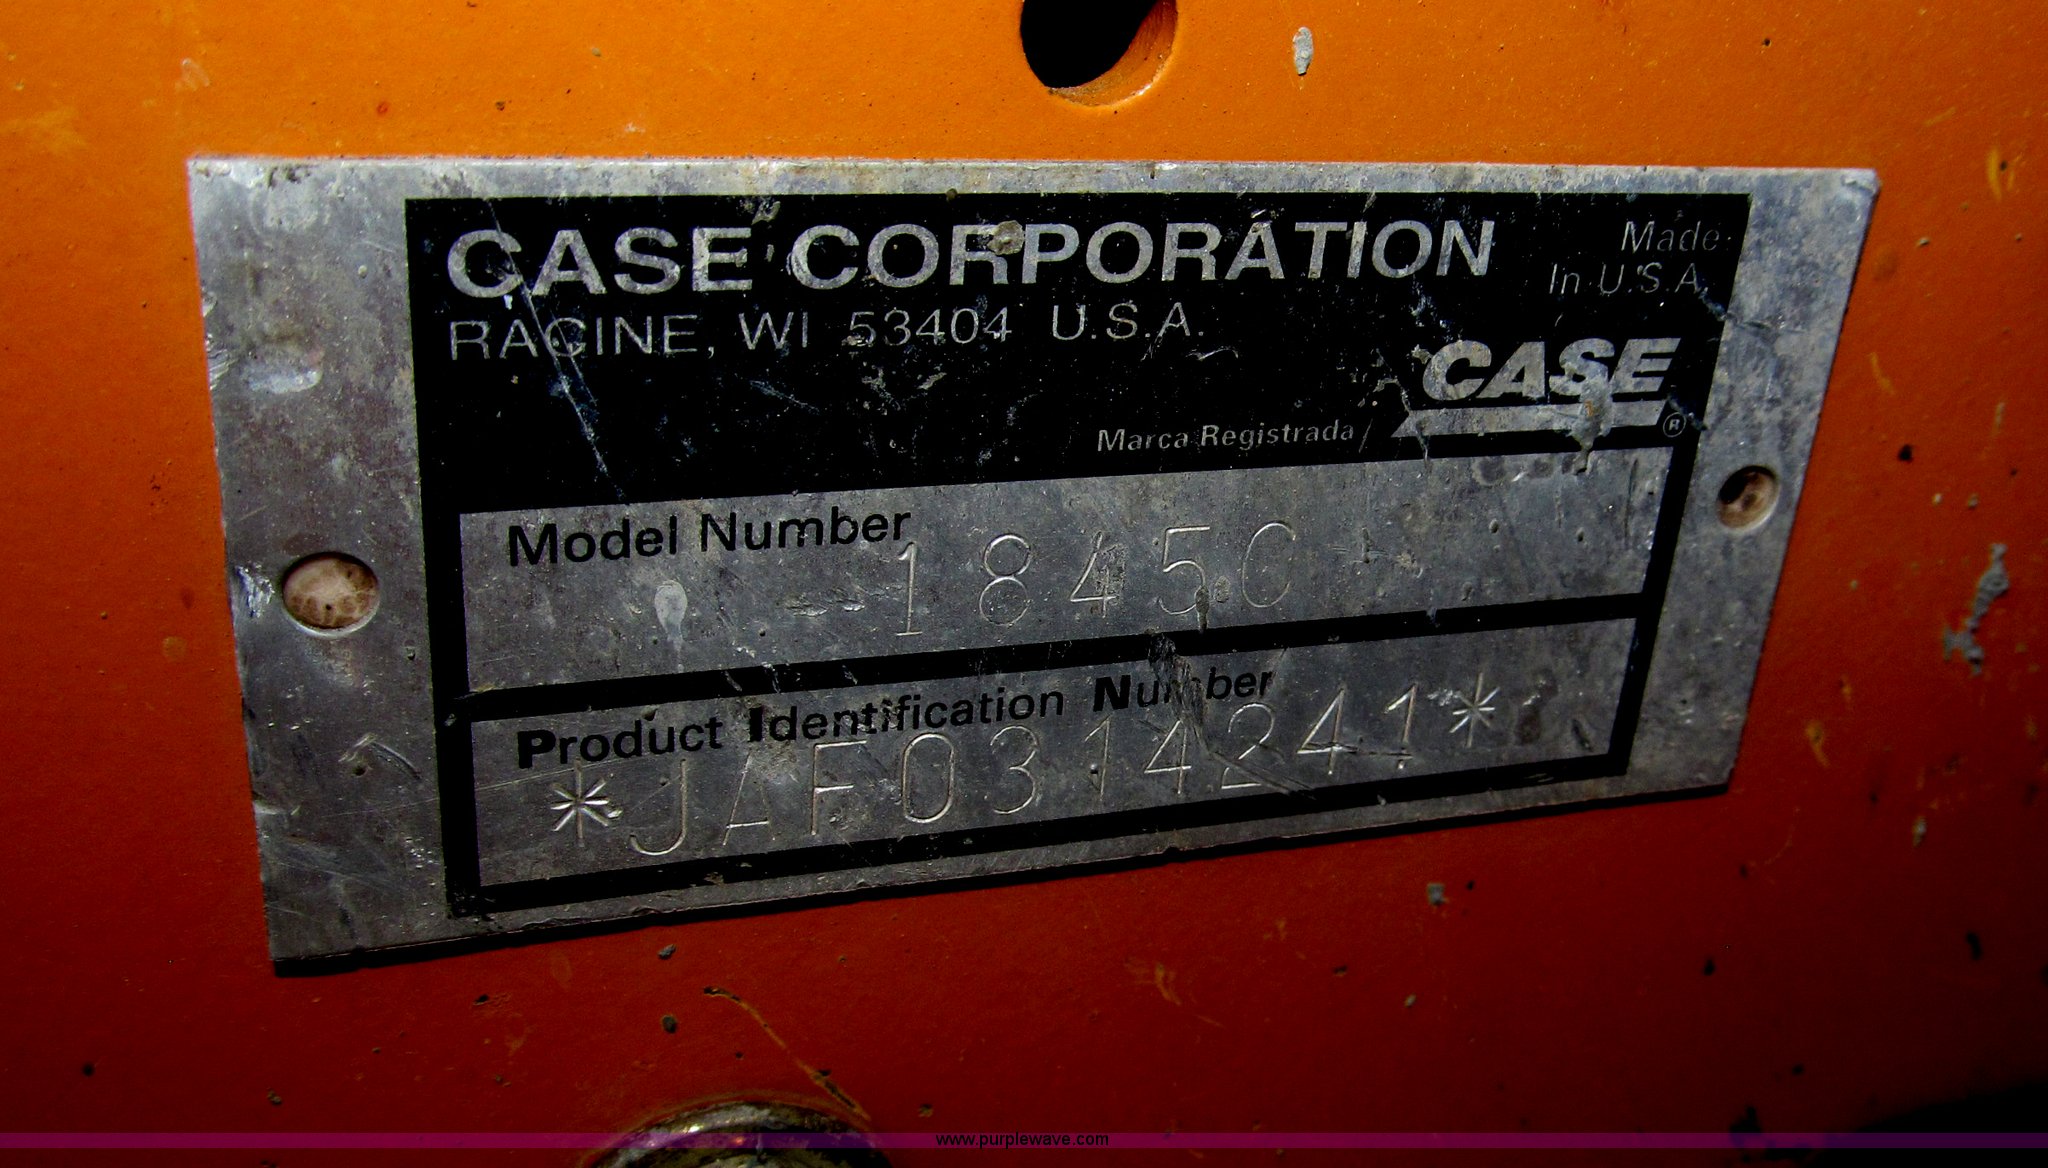 CASE CORPORATION
Made
In U.S.A.
RACINE, WI 53404 U.S.A.
CASE
Marca Registrada ®
Model Number
1845C
Product Identification Number
*JAF0314241*
www.purplewave.com